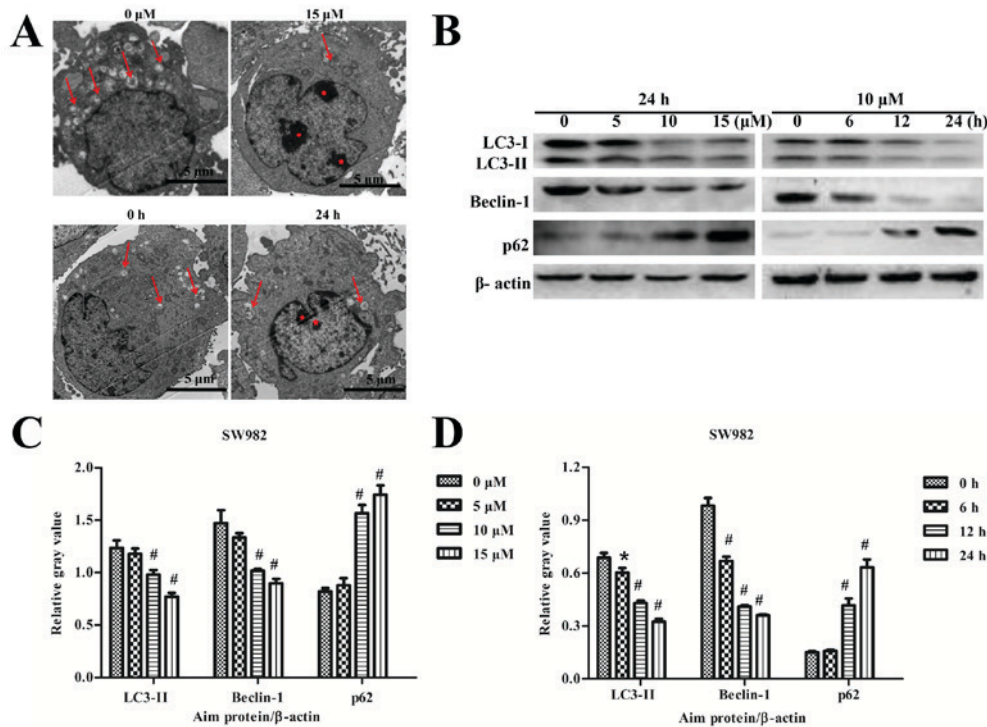 A
0 μM 15 μM
5 μm 5 μm
0 h 24 h
5 μm 5 μm
B
24 h 10 μM
0 5 10 15 (μM) 0 6 12 24 (h)
LC3-I
LC3-II
Beclin-1
p62
β- actin
C
SW982
Relative gray value
2.0
1.5
1.0
0.5
0.0
# # # # # #
LC3-II Beclin-1 p62
Aim protein/β-actin
0 μM
5 μM
10 μM
15 μM
D
SW982
Relative gray value
1.2
0.9
0.6
0.3
0.0
* # # # # # # #
LC3-II Beclin-1 p62
Aim protein/β-actin
0 h
6 h
12 h
24 h